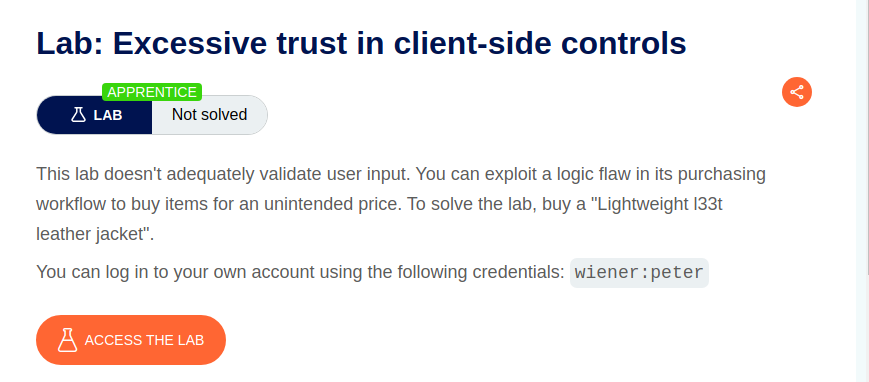 Lab: Excessive trust in client-side controls
APPRENTICE
LAB Not solved
This lab doesn't adequately validate user input. You can exploit a logic flaw in its purchasing
workflow to buy items for an unintended price. To solve the lab, buy a "Lightweight l33t
leather jacket".
You can log in to your own account using the following credentials: wiener:peter
ACCESS THE LAB